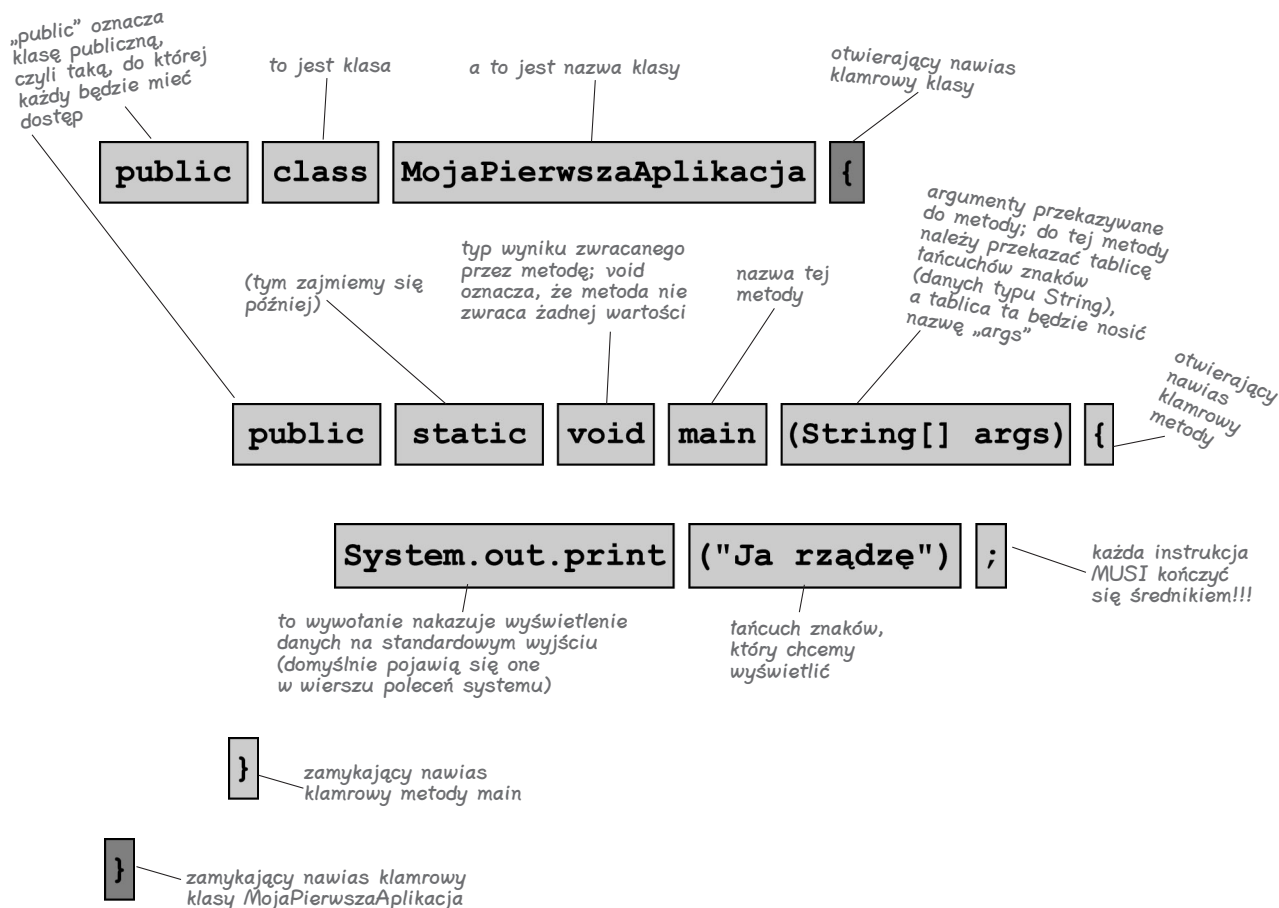 „public” oznacza
klasę publiczną,
czyli taką, do której
każdy będzie mieć
dostęp
to jest klasa
a to jest nazwa klasy
otwierający nawias
klamrowy klasy
public class MojaPierwszaAplikacja {
(tym zajmiemy się
później)
typ wyniku zwracanego
przez metodę; void
oznacza, że metoda nie
zwraca żadnej wartości
nazwa tej
metody
argumenty przekazywane
do metody; do tej metody
należy przekazać tablicę
łańcuchów znaków
(danych typu String),
a tablica ta będzie nosić
nazwę „args”
otwierający
nawias
klamrowy
metody
public static void main (String[] args) {
System.out.print ("Ja rządzę") ;
każda instrukcja
MUSI kończyć
się średnikiem!!!
to wywołanie nakazuje wyświetlenie
danych na standardowym wyjściu
(domyślnie pojawią się one
w wierszu poleceń systemu)
łańcuch znaków,
który chcemy
wyświetlić
}
zamykający nawias
klamrowy metody main
}
zamykający nawias klamrowy
klasy MojaPierwszaAplikacja